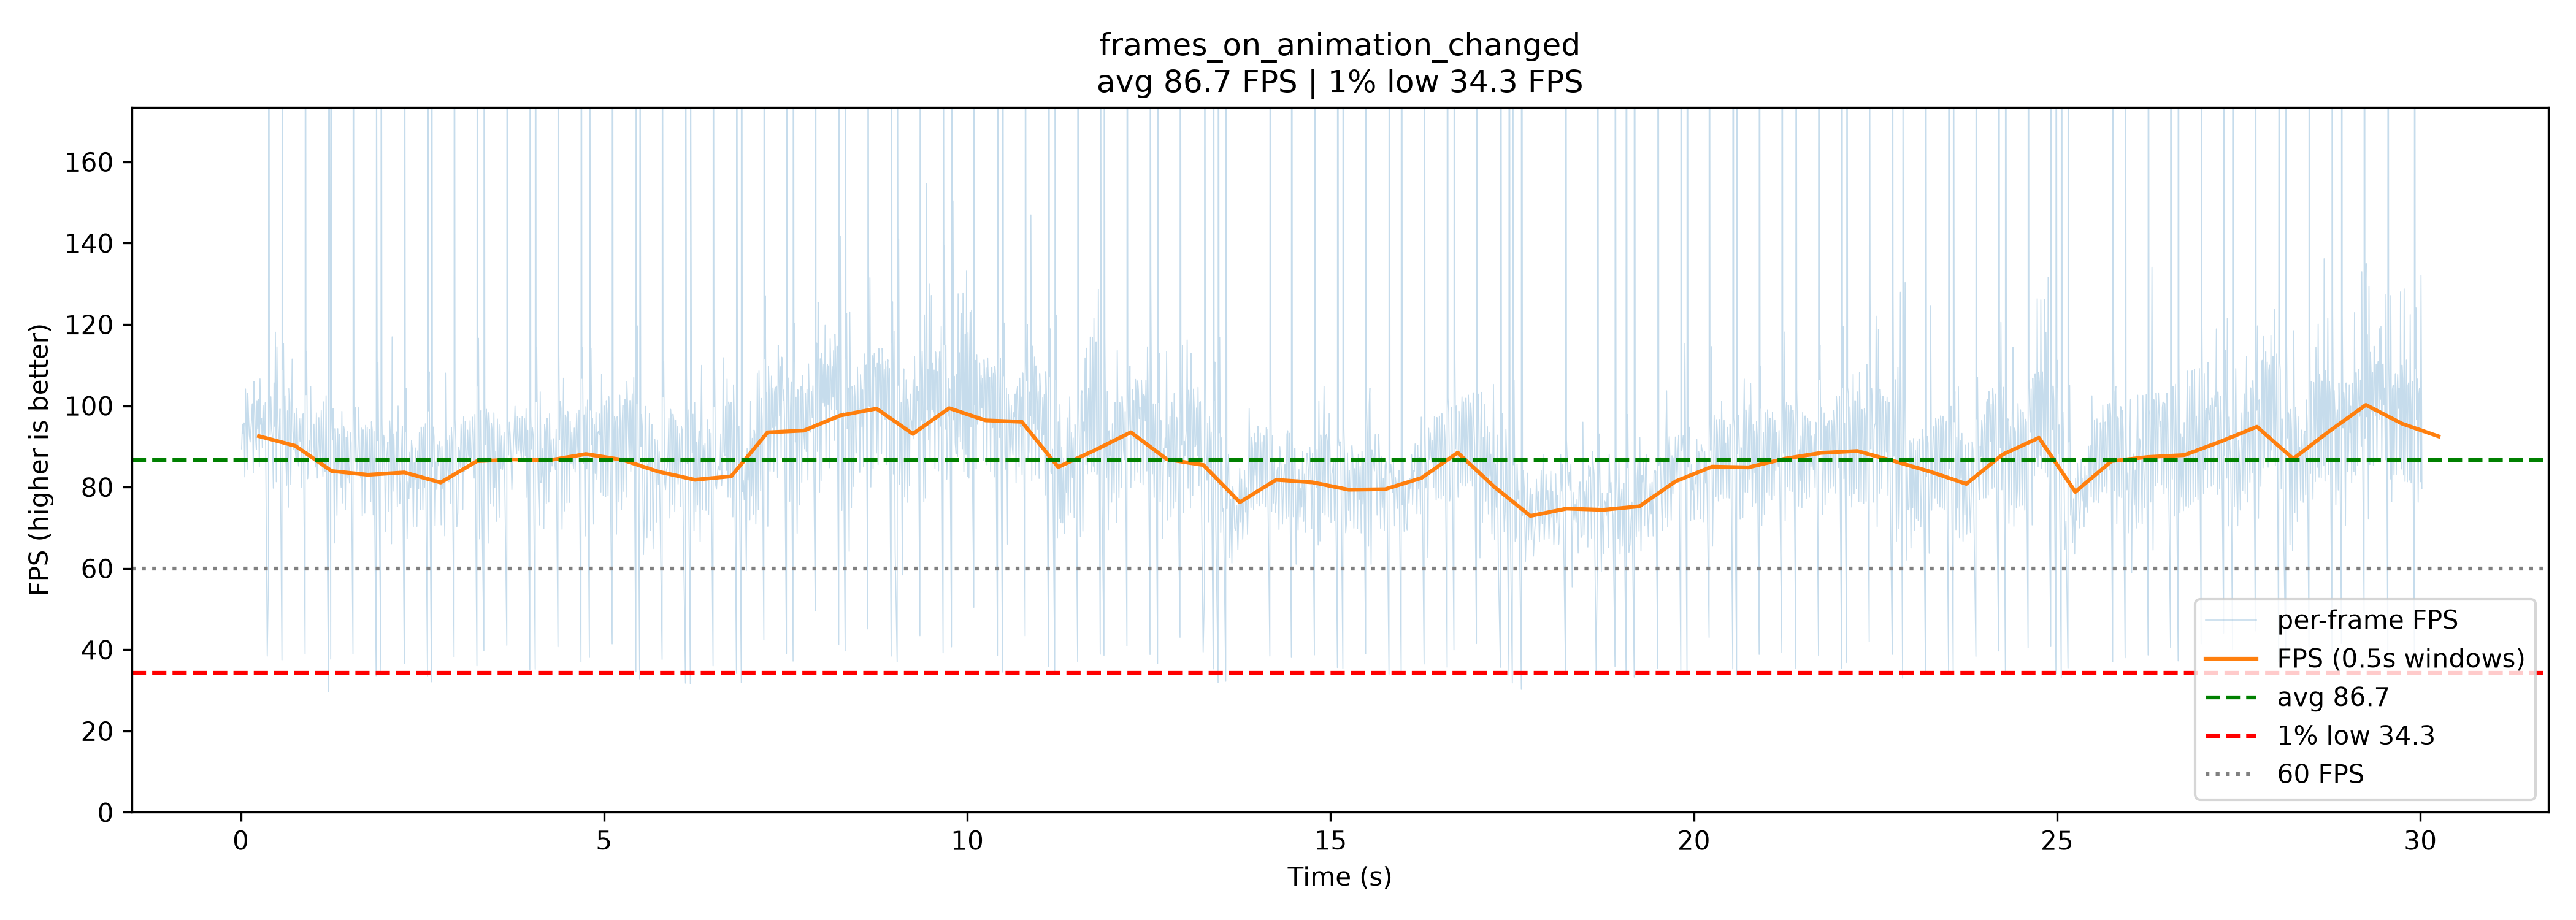 frames_on_animation_changed
avg 86.7 FPS | 1% low 34.3 FPS
FPS (higher is better)
160
140
120
100
80
60
40
20
0
per-frame FPS
FPS (0.5s windows)
avg 86.7
1% low 34.3
60 FPS
0 5 10 15 20 25 30
Time (s)